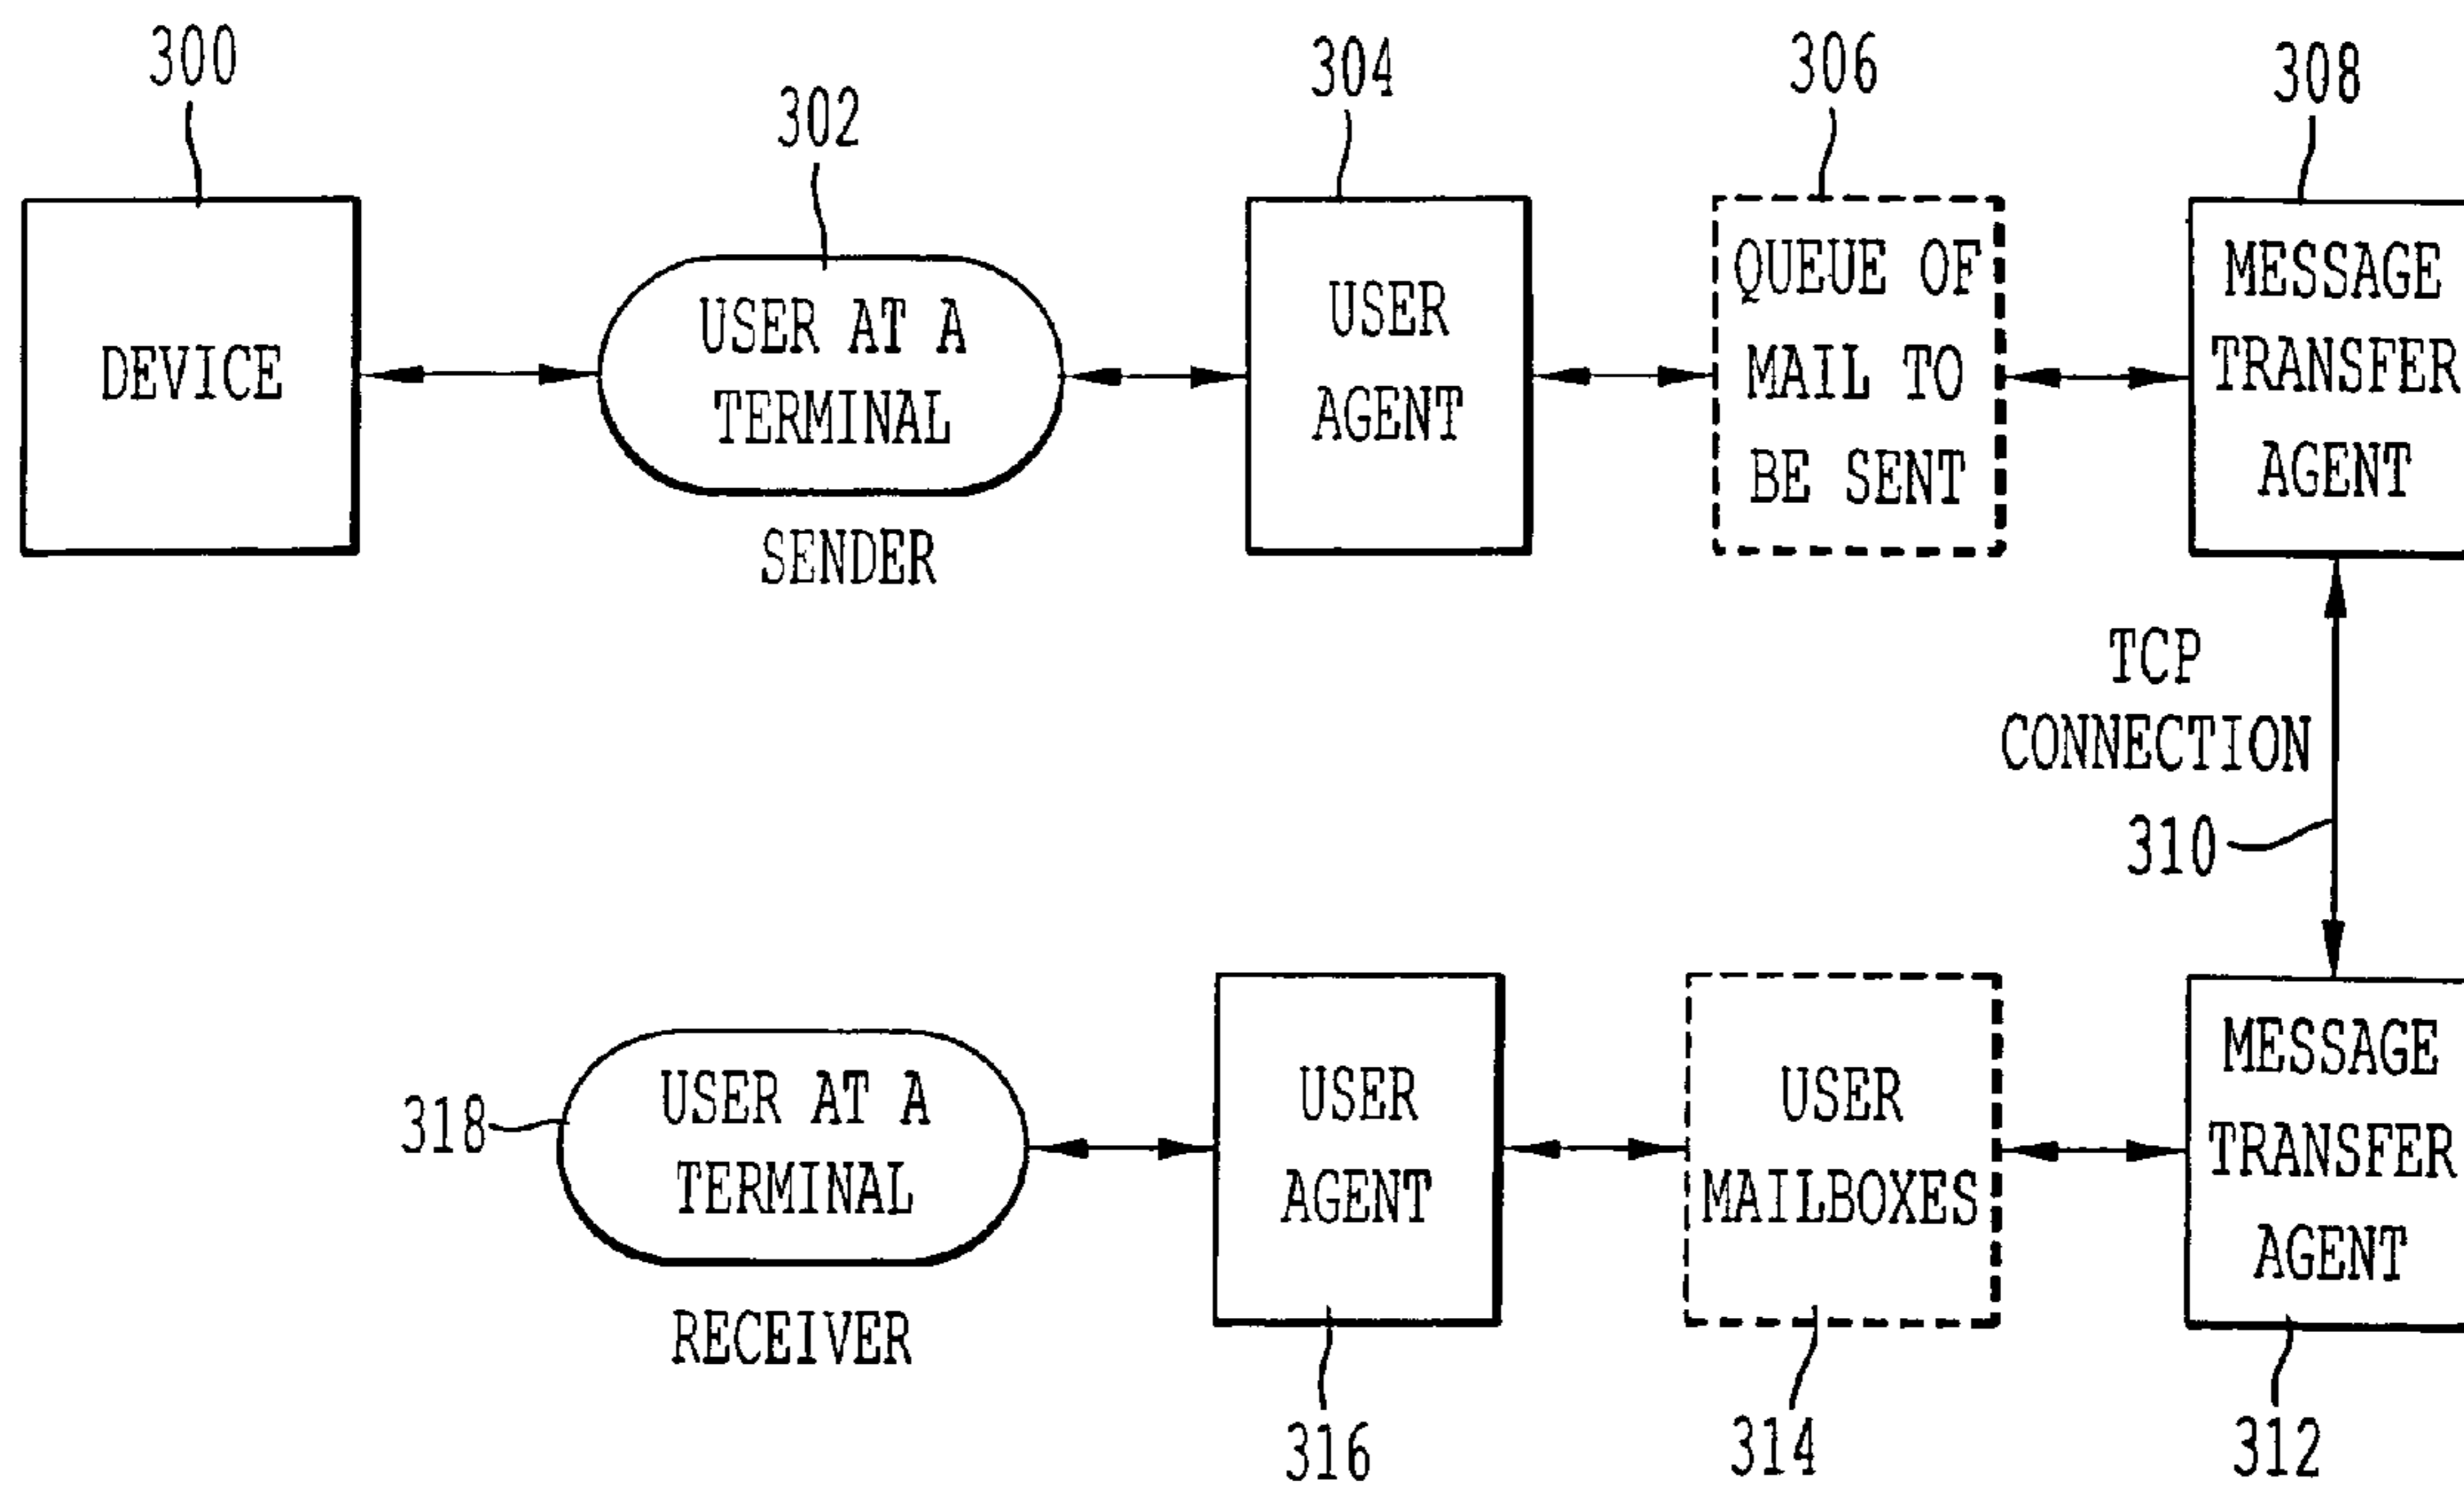 300
302
304
306
308
DEVICE
USER AT A
TERMINAL
SENDER
USER
AGENT
QUEUE OF
MAIL TO
BE SENT
MESSAGE
TRANSFER
AGENT
TCP
CONNECTION
310
318
USER AT A
TERMINAL
RECEIVER
USER
AGENT
USER
MAILBOXES
MESSAGE
TRANSFER
AGENT
316
314
312